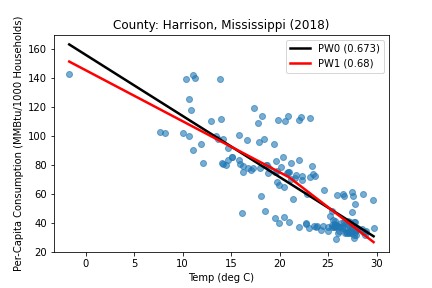 County: Harrison, Mississippi (2018)
PW0 (0.673)
PW1 (0.68)
Per-Capita Consumption (MMBtu/1000 Households)
160
140
120
100
80
60
40
20
0 5 10 15 20 25 30
Temp (deg C)